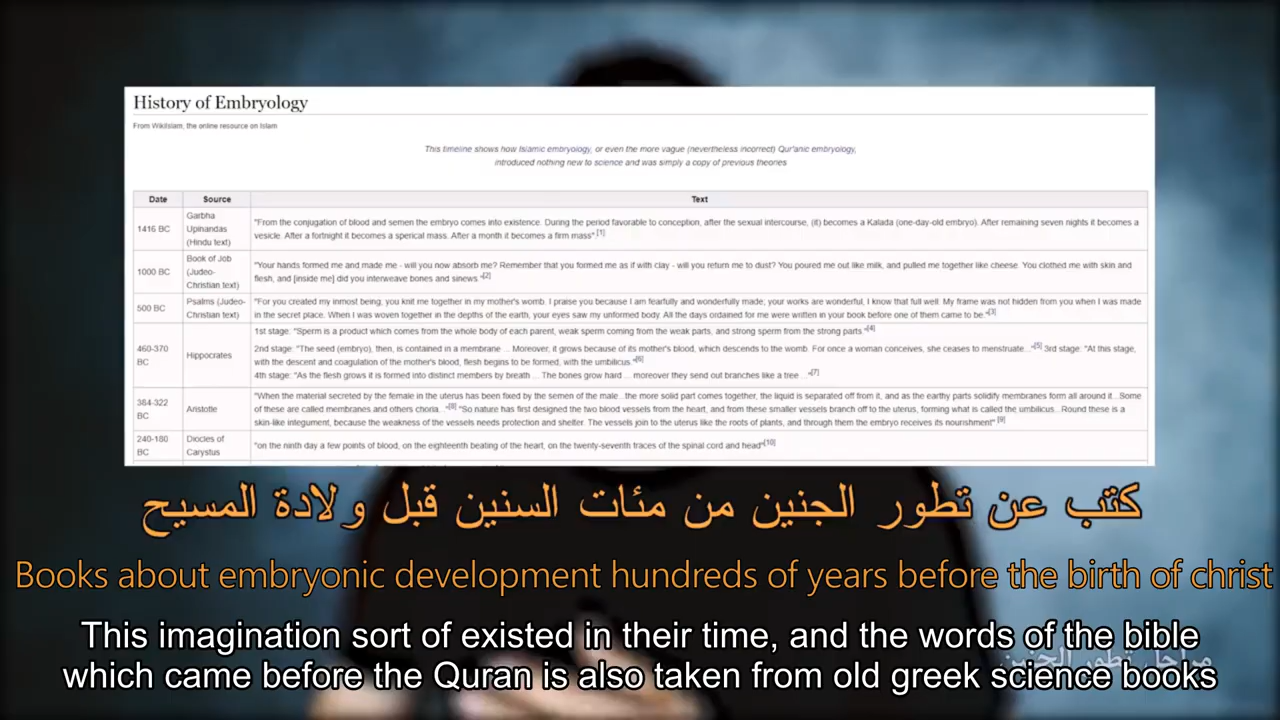 History of Embryology
From WikiIslam, the online resource on Islam
This timeline shows how Islamic embryology, or even the more vague (nevertheless incorrect) Qur'anic embryology,
introduced nothing new to science and was simply a copy of previous theories
Date Source Text
1416 BC Garbha Upinandas (Hindu text) "From the conjugation of blood and semen the embryo comes into existence. During the period favorable to conception, after the sexual intercourse, (it) becomes a Kalada (one-day-old embryo). After remaining seven nights it becomes a
vesicle. After a fortnight it becomes a sperical mass. After a month it becomes a firm mass" [1]
1000 BC Book of Job (Judeo-Christian text) "Your hands formed me and made me - will you now absorb me? Remember that you formed me as if with clay - will you return me to dust? You poured me out like milk, and pulled me together like cheese. You clothed me with skin and
flesh, and [inside me] did you interweave bones and sinews "[2]
500 BC Psalms (Judeo-Christian text) "For you created my inmost being, you knit me together in my mother's womb. I praise you because I am fearfully and wonderfully made; your works are wonderful, I know that full well. My frame was not hidden from you when I was made
in the secret place. When I was woven together in the depths of the earth, your eyes saw my unformed body. All the days ordained for me were written in your book before one of them came to be."[3]
460-370 BC Hippocrates 1st stage: "Sperm is a product which comes from the whole body of each parent, weak sperm coming from the weak parts, and strong sperm from the strong parts."[4]
2nd stage: "The seed (embryo), then, is contained in a membrane ... Moreover, it grows because of its mother's blood, which descends to the womb. For once a woman conceives, she ceases to menstruate..."[5] 3rd stage: "At this stage,
with the descent and coagulation of the mother's blood, flesh begins to be formed, with the umbilicus."[6]
4th stage: "As the flesh grows it is formed into distinct members by breath ... The bones grow hard ... moreover they send out branches like a tree ..."[7]
384-322 BC Aristotle "When the material secreted by the female in the uterus has been fixed by the semen of the male...the more solid part comes together, the liquid is separated off from it, and as the earthy parts solidify membranes form all around it...Some
of these are called membranes and others choria..."[8] "So nature has first designed the two blood vessels from the heart, and from these smaller vessels branch off to the uterus, forming what is called the umbilicus...Round these is a
skin-like integument, because the weakness of the vessels needs protection and shelter. The vessels join to the uterus like the roots of plants, and through them the embryo receives its nourishment" [9]
240-180 BC Diocles of Carystus "on the ninth day a few points of blood, on the eighteenth beating of the heart, on the twenty-seventh traces of the spinal cord and head"[10]
كتب عن تطور الجنين من مئات السنين قبل ولادة المسيح
Books about embryonic development hundreds of years before the birth of christ
This imagination sort of existed in their time, and the words of the bible
which came before the Quran is also taken from old greek science books
مراحل تطور الجنين